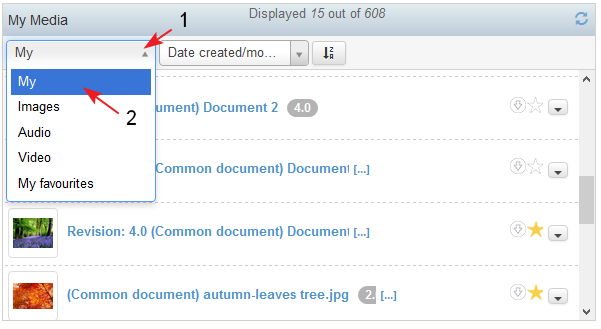 My Media
Displayed 15 out of 608
1
My
Date created/mo...
My
2
Images
Audio
Video
My favourites
ument) Document 2 4.0
Common document) Document [...]
Revision: 4.0 (Common document) Document [...]
(Common document) autumn-leaves tree.jpg 2. [...]